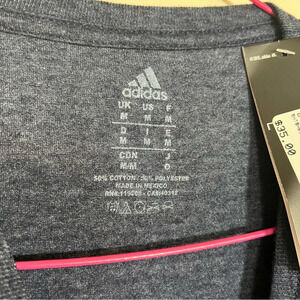 adidas
UK US F
M M M
D I E
M M M
CDN J
M O
50% COTTON / 50% POLYESTER
MADE IN MEXICO
$35.00